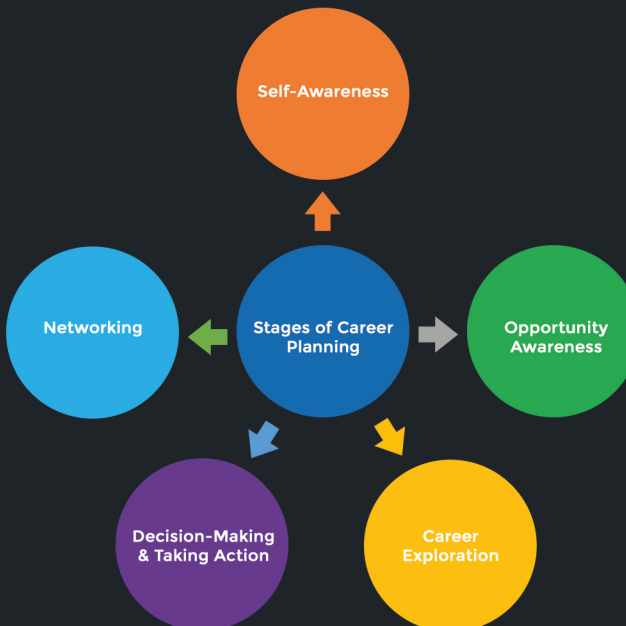 Self-Awareness
Networking
Stages of Career
Planning
Opportunity
Awareness
Decision-Making
& Taking Action
Career
Exploration